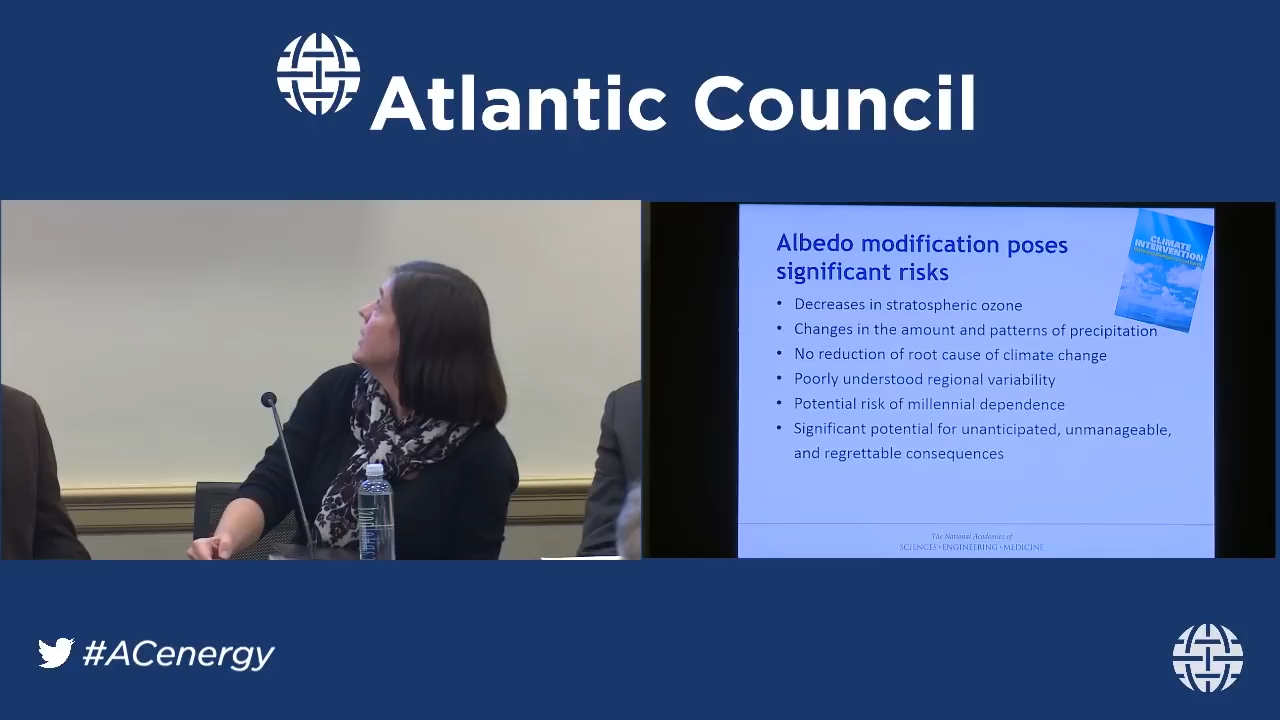 Atlantic Council
Albedo modification poses
significant risks
CLIMATE
INTERVENTION
• Decreases in stratospheric ozone
• Changes in the amount and patterns of precipitation
• No reduction of root cause of climate change
• Poorly understood regional variability
• Potential risk of millennial dependence
• Significant potential for unanticipated, unmanageable,
and regrettable consequences
The National Academies of
SCIENCES • ENGINEERING • MEDICINE
#ACenergy